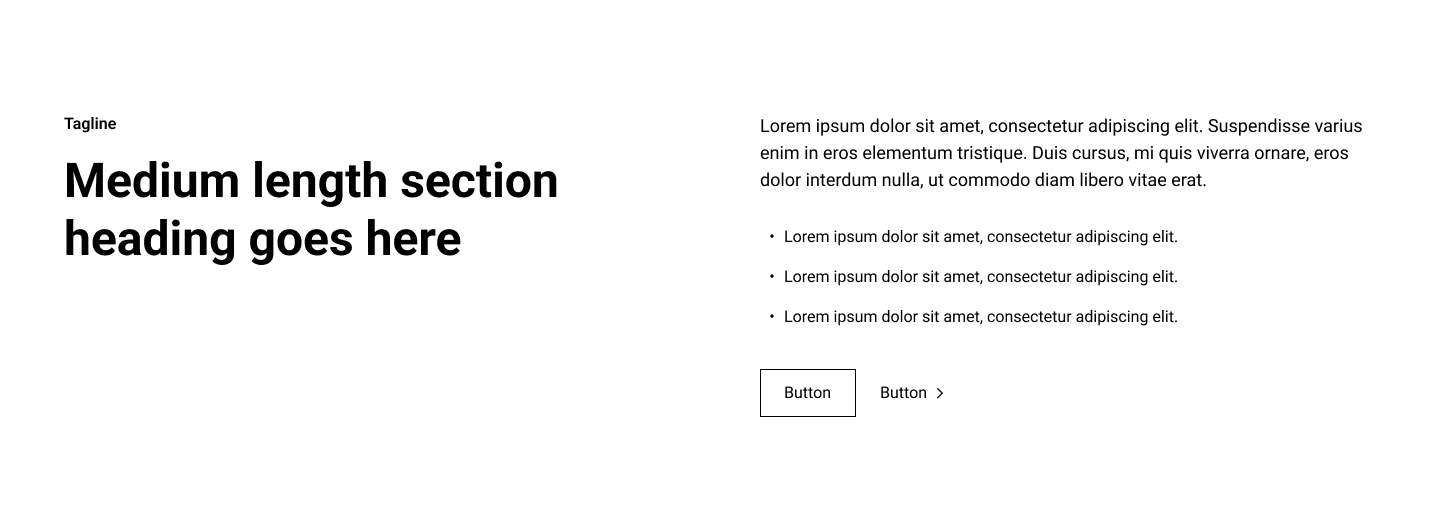 Tagline
Medium length section
heading goes here
Lorem ipsum dolor sit amet, consectetur adipiscing elit. Suspendisse varius
enim in eros elementum tristique. Duis cursus, mi quis viverra ornare, eros
dolor interdum nulla, ut commodo diam libero vitae erat.
• Lorem ipsum dolor sit amet, consectetur adipiscing elit.
• Lorem ipsum dolor sit amet, consectetur adipiscing elit.
• Lorem ipsum dolor sit amet, consectetur adipiscing elit.
Button
Button